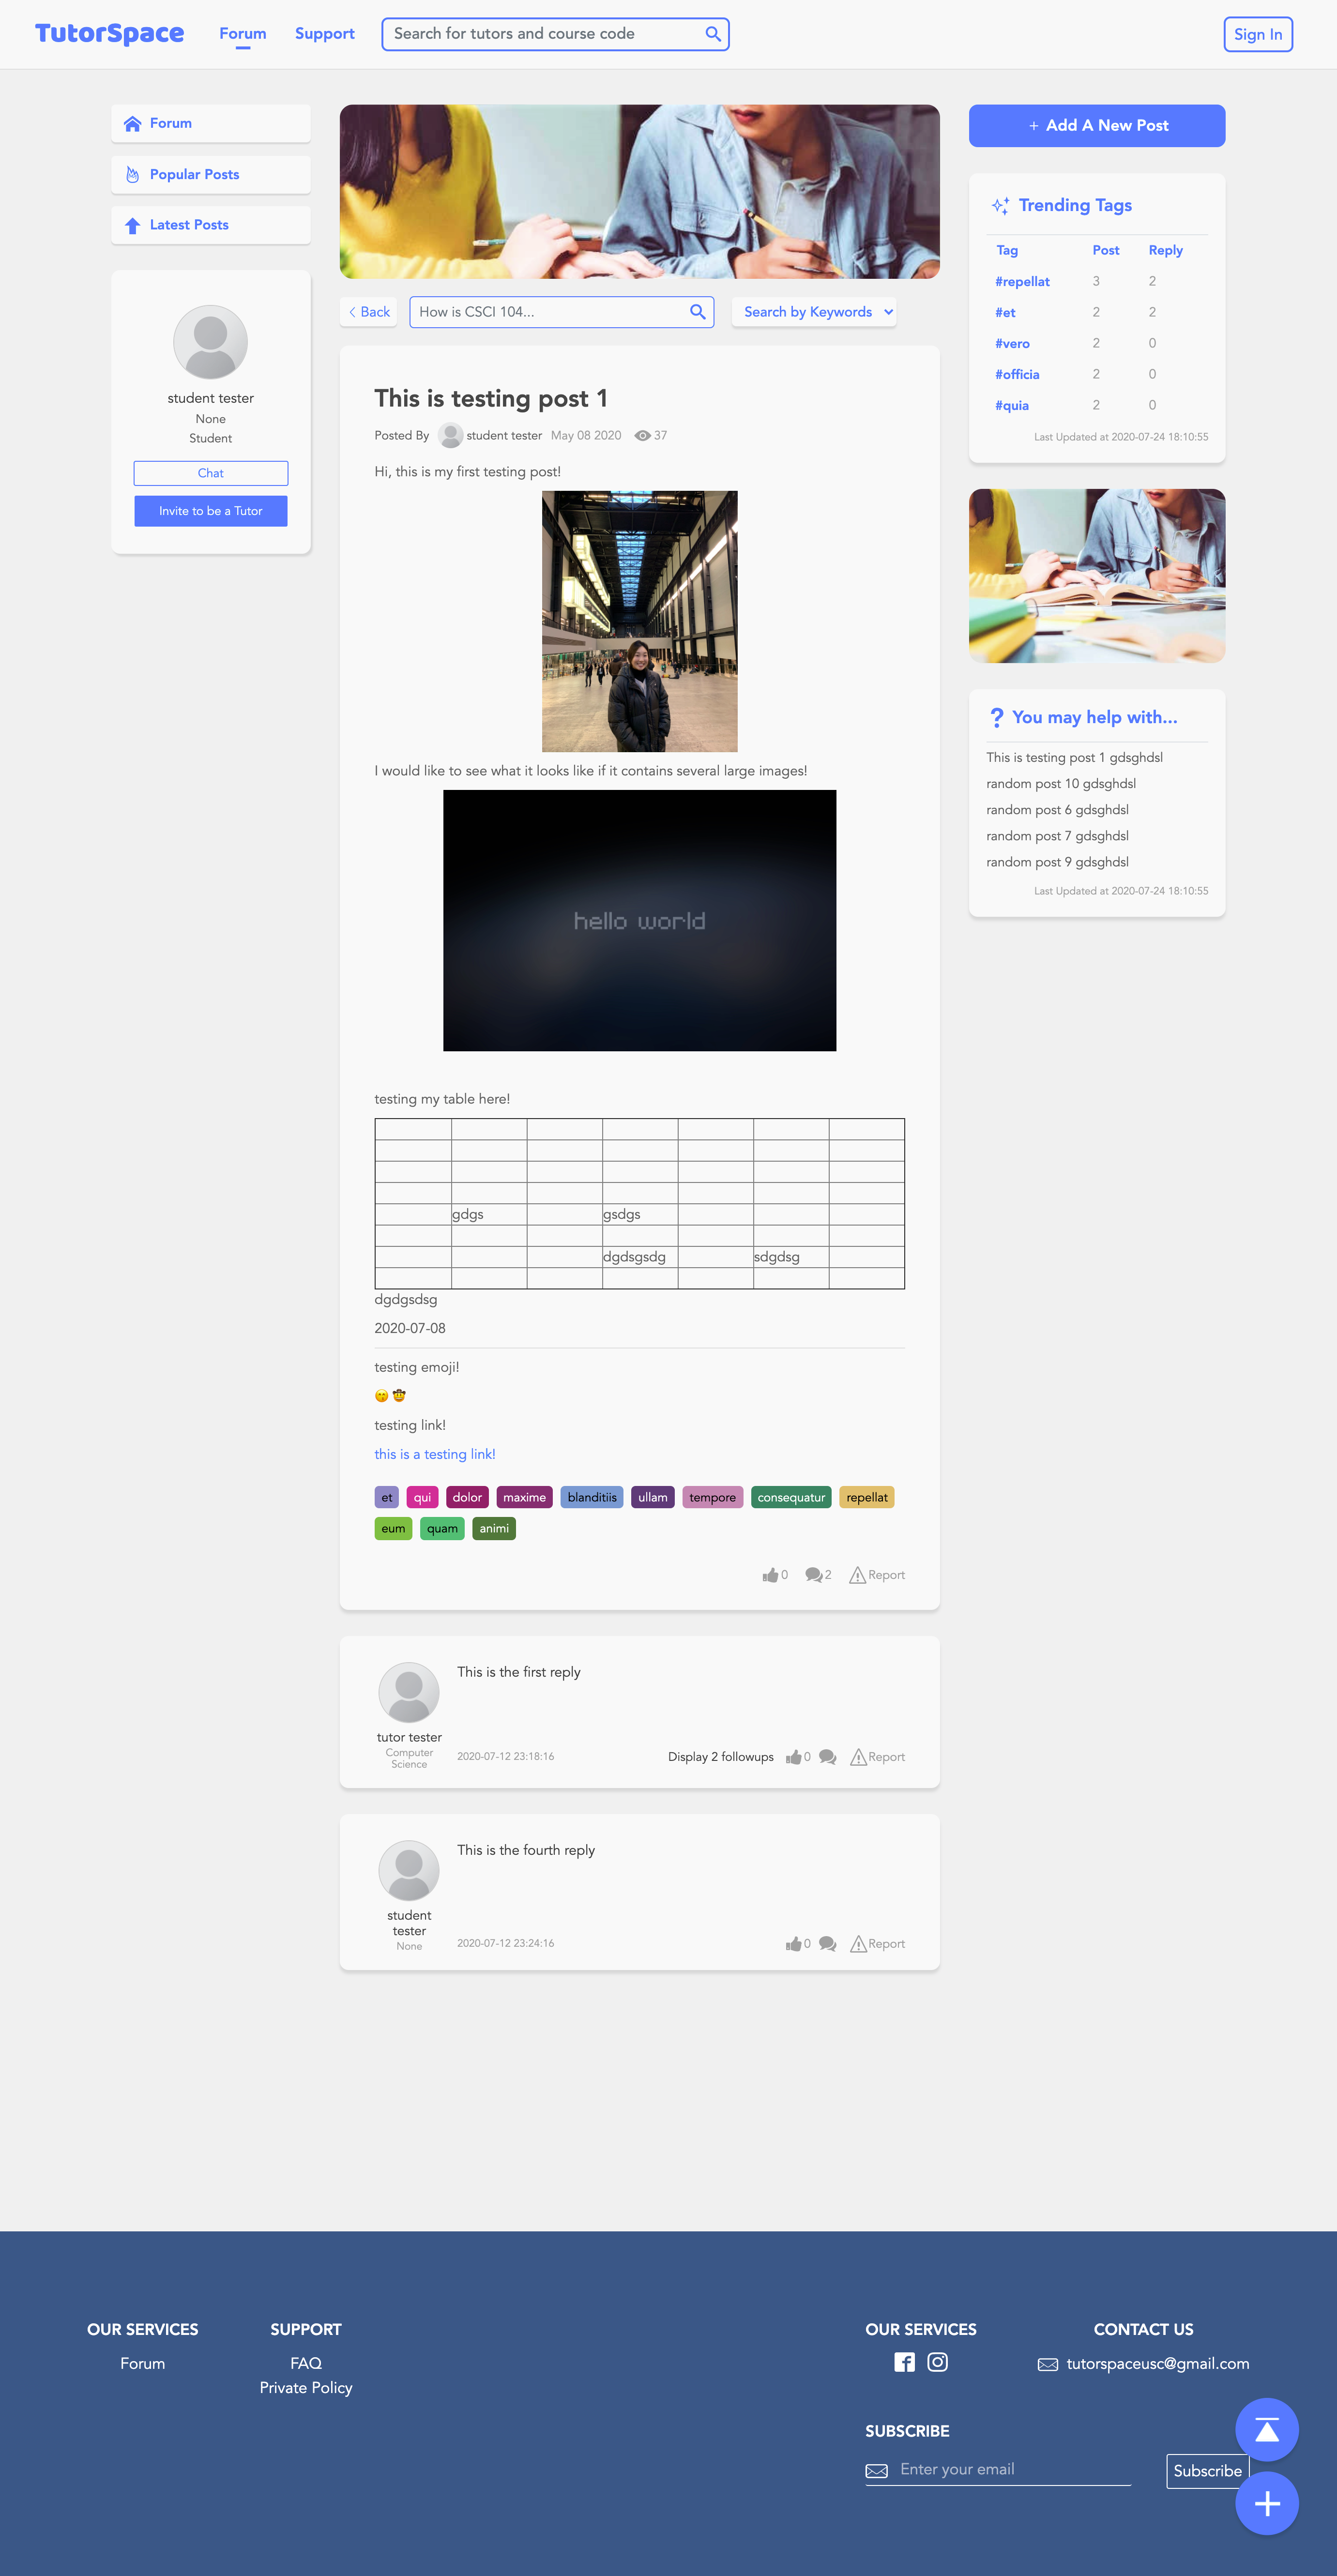 TutorSpace
Forum
Support
Search for tutors and course code
Sign In
Forum
Popular Posts
Latest Posts
student tester
None
Student
Chat
Invite to be a Tutor
Back
How is CSCI 104...
Search by Keywords
This is testing post 1
Posted By student tester May 08 2020 37
Hi, this is my first testing post!
I would like to see what it looks like if it contains several large images!
hello world
testing my table here!
gdgs gsdgs
dgdsgsdg sdgdsg
dgdgsdsg
2020-07-08
testing emoji!
😙 🤠
testing link!
this is a testing link!
et qui dolor maxime blanditiis ullam tempore consequatur repellat
eum quam animi
0 2 Report
This is the first reply
tutor tester
Computer
Science
2020-07-12 23:18:16 Display 2 followups 0 Report
This is the fourth reply
student
tester
None
2020-07-12 23:24:16 0 Report
+ Add A New Post
Trending Tags
Tag Post Reply
#repellat 3 2
#et 2 2
#vero 2 0
#officia 2 0
#quia 2 0
Last Updated at 2020-07-24 18:10:55
? You may help with...
This is testing post 1 gdsghdsl
random post 10 gdsghdsl
random post 6 gdsghdsl
random post 7 gdsghdsl
random post 9 gdsghdsl
Last Updated at 2020-07-24 18:10:55
OUR SERVICES
Forum
SUPPORT
FAQ
Private Policy
OUR SERVICES
CONTACT US
tutorspaceusc@gmail.com
SUBSCRIBE
Enter your email
Subscribe